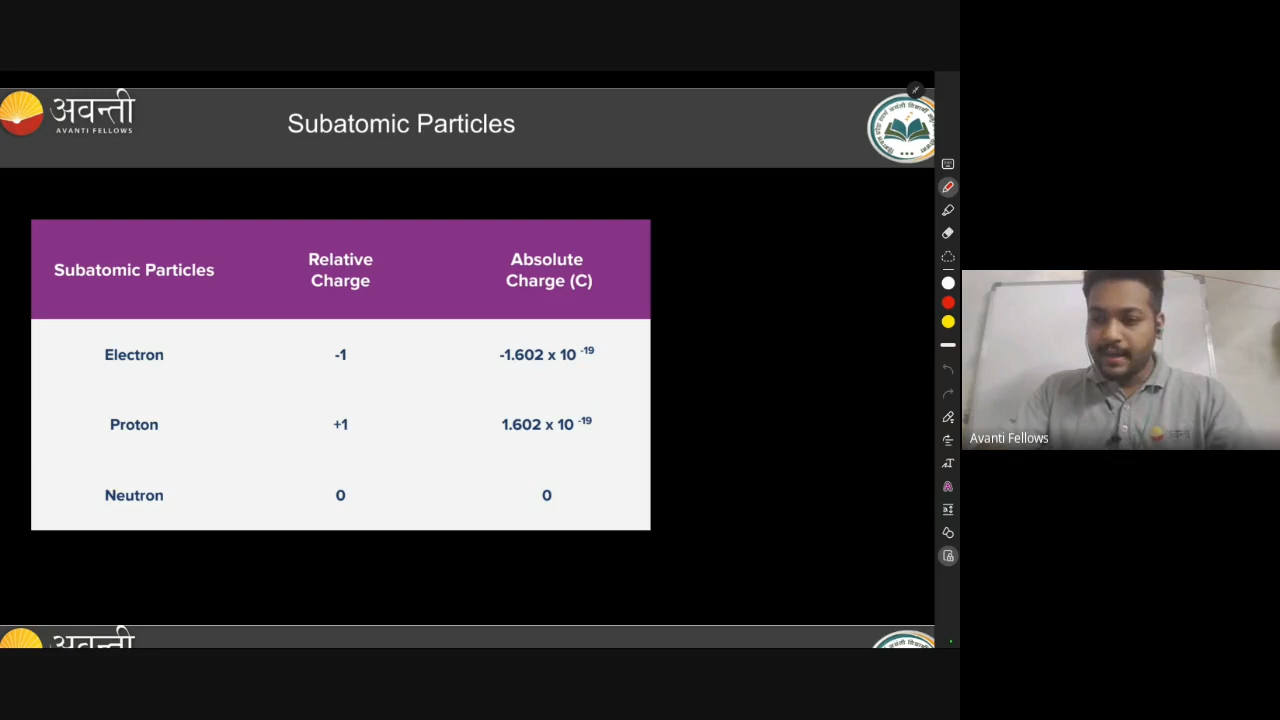 अवन्ती
AVANTI FELLOWS
Subatomic Particles
Subatomic Particles
Relative
Charge
Absolute
Charge (C)
Electron
-1
-1.602 x 10 -19
Proton
+1
1.602 x 10 -19
Neutron
0
0
Avanti Fellows